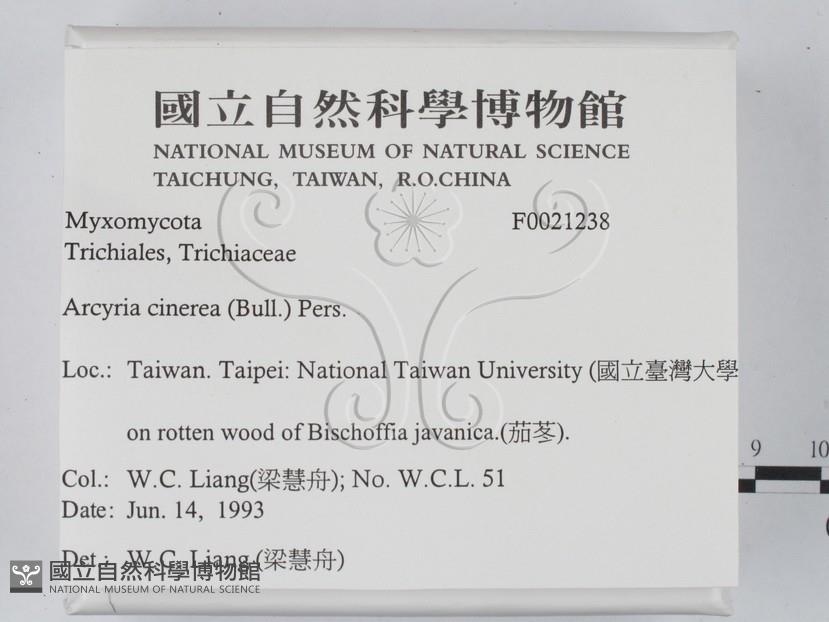 國立自然科學博物館
NATIONAL MUSEUM OF NATURAL SCIENCE
TAICHUNG, TAIWAN, R.O.CHINA
Myxomycota F0021238
Trichiales, Trichiaceae
Arcyria cinerea (Bull.) Pers.
Loc.: Taiwan. Taipei: National Taiwan University (國立臺灣大學
on rotten wood of Bischoffia javanica.(茄苳).
Col.: W.C. Liang(梁慧舟); No. W.C.L. 51
Date: Jun. 14, 1993
Det.: W.C. Liang (梁慧舟)
國立自然科學博物館
NATIONAL MUSEUM OF NATURAL SCIENCE
9 10